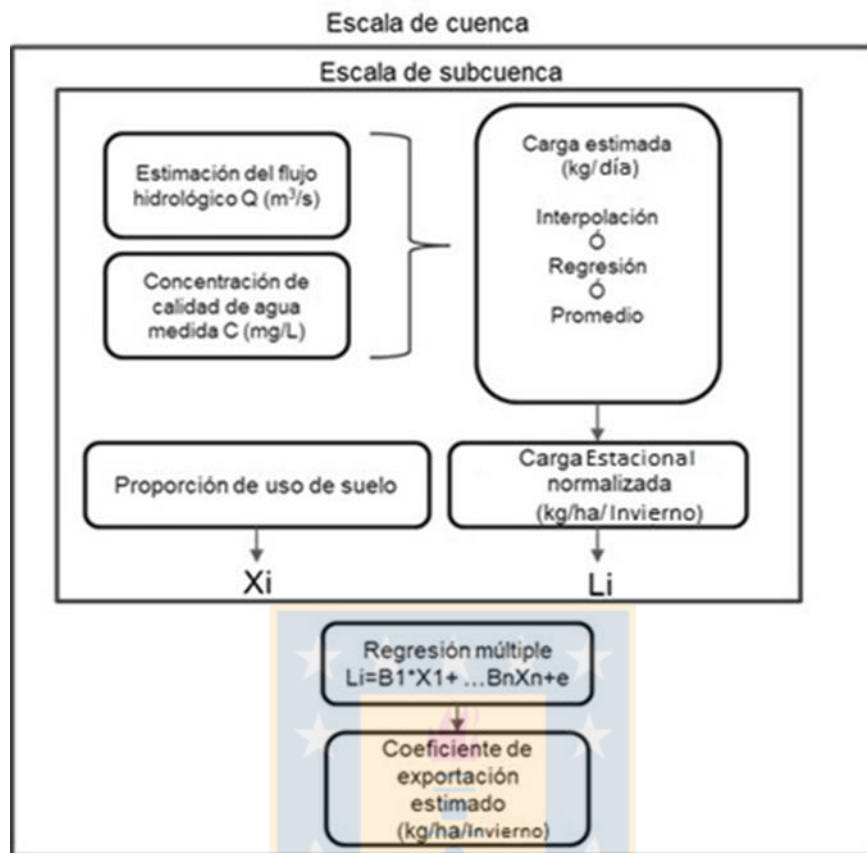 Escala de cuenca
Escala de subcuenca
Estimación del flujo
hidrológico Q (m³/s)
Concentración de
calidad de agua
medida C (mg/L)
Carga estimada
(kg/día)
Interpolación
Ó
Regresión
Ó
Promedio
Proporción de uso de suelo
Carga Estacional
normalizada
(kg/ha/ Invierno)
Xi
Li
Regresión múltiple
Li=B1*X1+ ...BnXn+e
Coeficiente de
exportación
estimado
(kg/ha/Invierno)